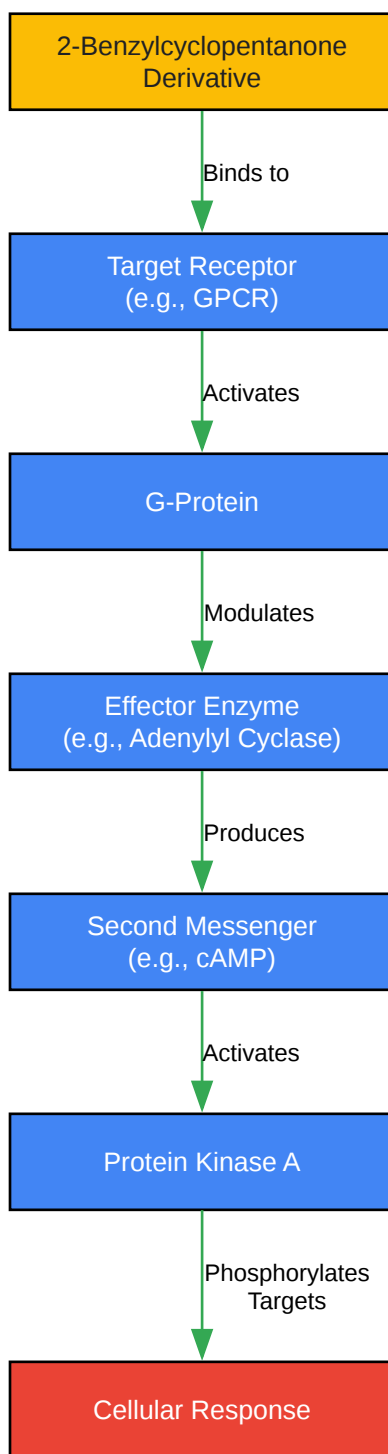 2-Benzylcyclopentanone
Derivative
Binds to
Target Receptor
(e.g., GPCR)
Activates
G-Protein
Modulates
Effector Enzyme
(e.g., Adenylyl Cyclase)
Produces
Second Messenger
(e.g., cAMP)
Activates
Protein Kinase A
Phosphorylates
Targets
Cellular Response